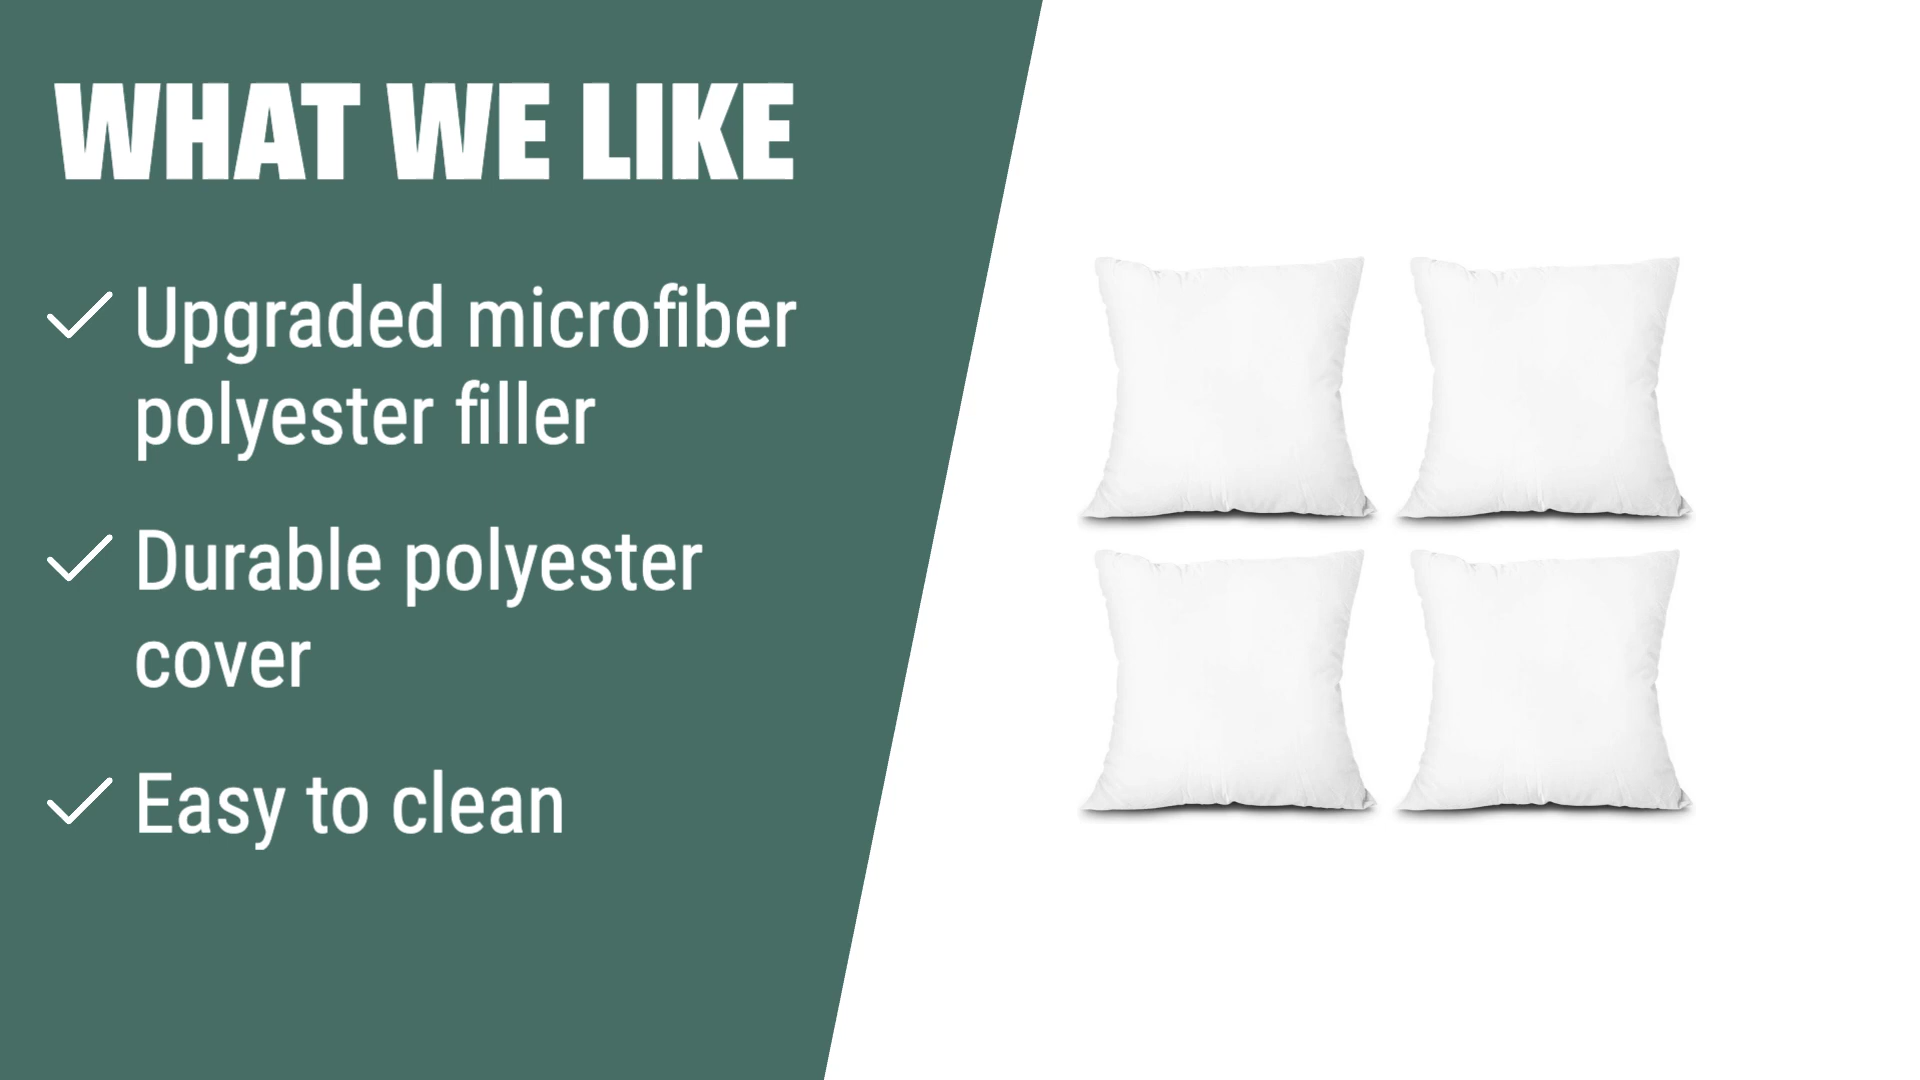 WHAT WE LIKE
Upgraded microfiber
polyester filler
Durable polyester
cover
Easy to clean